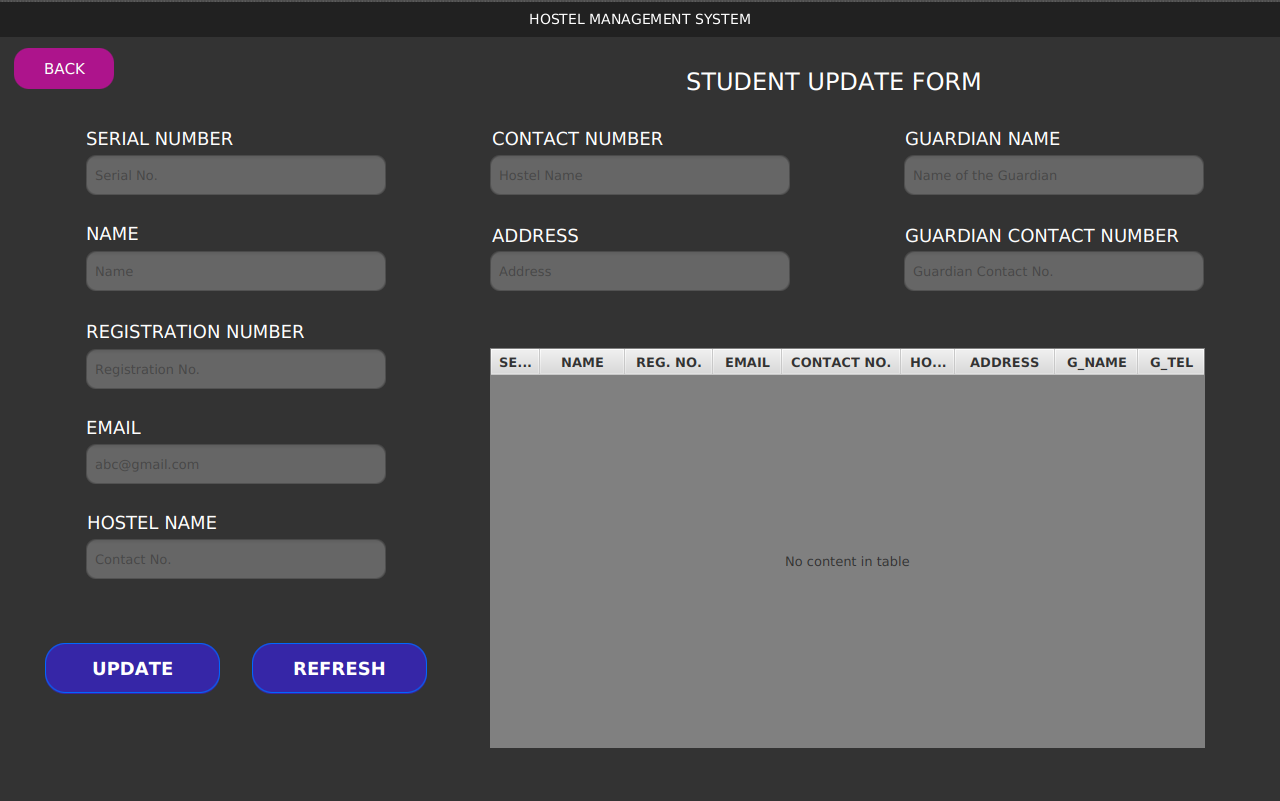 HOSTEL MANAGEMENT SYSTEM
BACK
STUDENT UPDATE FORM
SERIAL NUMBER
Serial No.
NAME
Name
REGISTRATION NUMBER
Registration No.
EMAIL
abc@gmail.com
HOSTEL NAME
Contact No.
CONTACT NUMBER
Hostel Name
ADDRESS
Address
GUARDIAN NAME
Name of the Guardian
GUARDIAN CONTACT NUMBER
Guardian Contact No.
SE... NAME REG. NO. EMAIL CONTACT NO. HO... ADDRESS G_NAME G_TEL
No content in table
UPDATE REFRESH